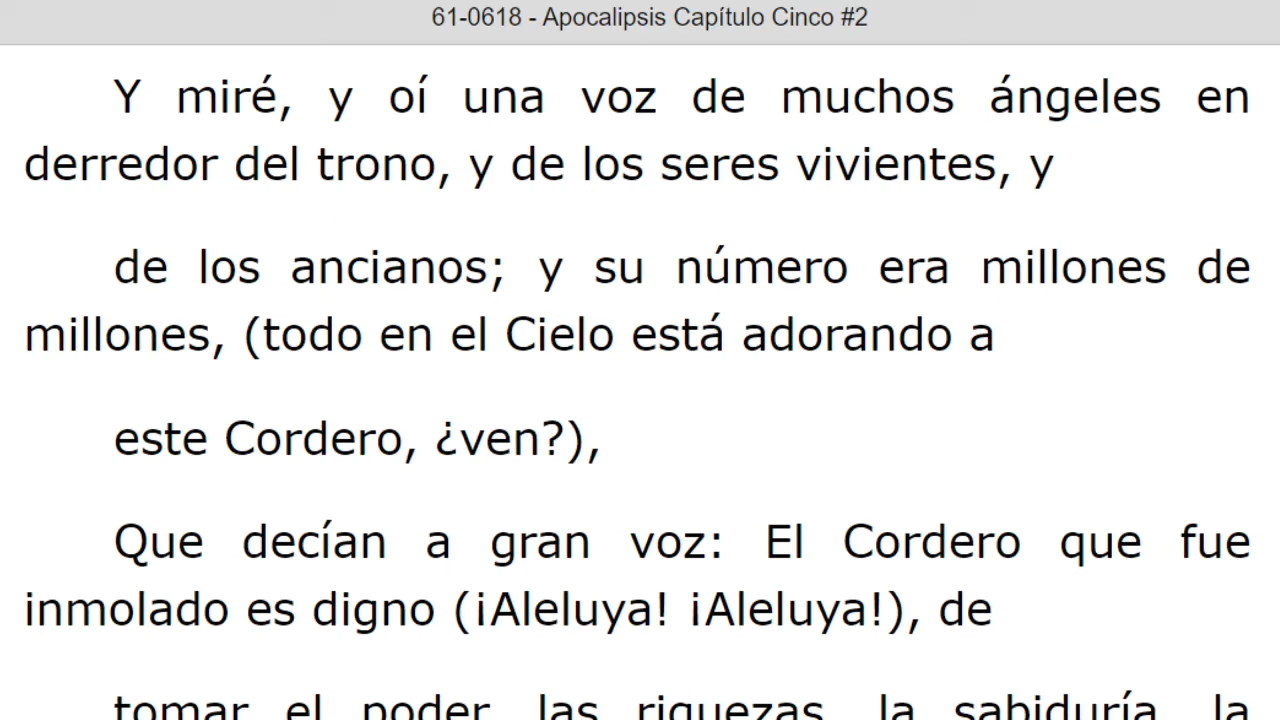 61-0618 - Apocalipsis Capítulo Cinco #2
Y miré, y oí una voz de muchos ángeles en
derredor del trono, y de los seres vivientes, y
de los ancianos; y su número era millones de
millones, (todo en el Cielo está adorando a
este Cordero, ¿ven?),
Que decían a gran voz: El Cordero que fue
inmolado es digno (¡Aleluya! ¡Aleluya!), de
tomar el poder, las riquezas, la sabiduría, la